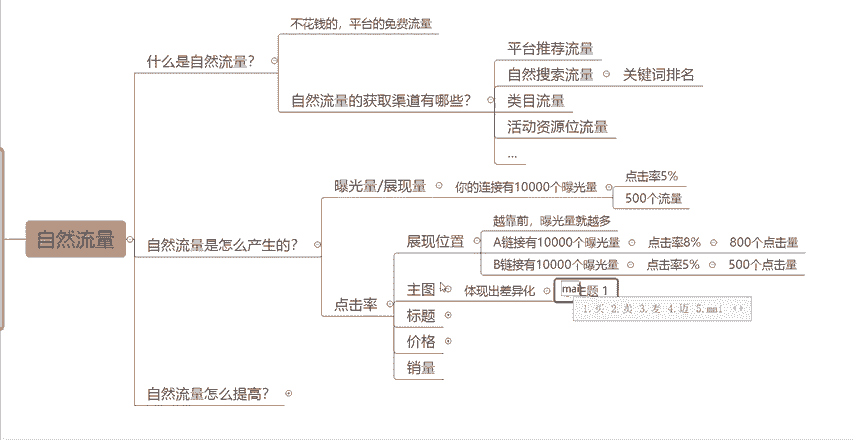 自然流量
什么是自然流量？
不花钱的，平台的免费流量
自然流量的获取渠道有哪些？
平台推荐流量
自然搜索流量
关键词排名
类目流量
活动资源位流量
...
自然流量是怎么产生的？
曝光量/展现量
你的连接有10000个曝光量
点击率5%
500个流量
点击率
展现位置
越靠前，曝光量就越多
A链接有10000个曝光量
点击率8%
800个点击量
B链接有10000个曝光量
点击率5%
500个点击量
主图
体现出差异化
mai
主题 1
1.买 2.卖 3.麦 4.迈 5.mai
标题
价格
销量
自然流量怎么提高？